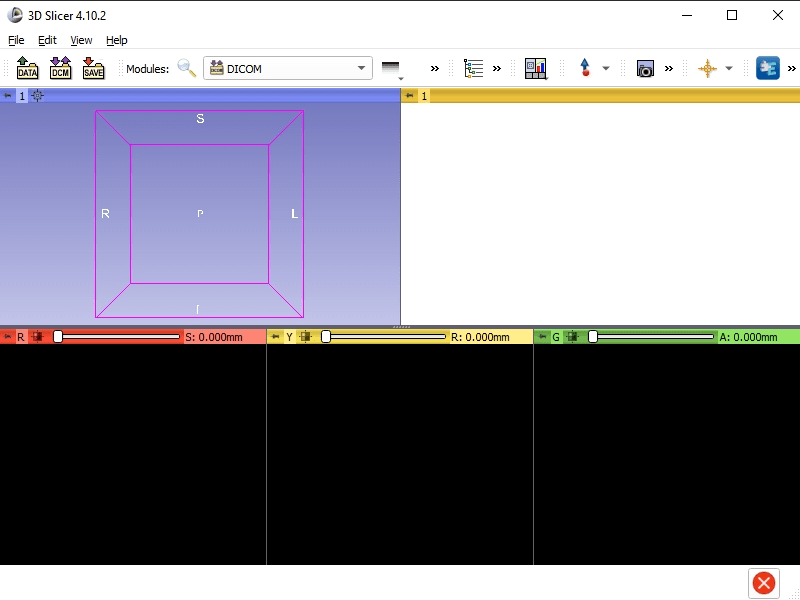 3D Slicer 4.10.2
File Edit View Help
DATA DCM SAVE Modules: DCM DICOM » » » »
1 1
S
R P L
I
R S: 0.000mm Y R: 0.000mm G A: 0.000mm